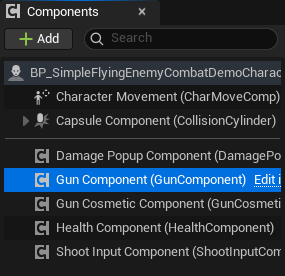 Components
Add
Search
BP_SimpleFlyingEnemyCombatDemoCharac
Character Movement (CharMoveComp)
Capsule Component (CollisionCylinder)
Damage Popup Component (DamagePo
Gun Component (GunComponent) Edit i
Gun Cosmetic Component (GunCosmeti
Health Component (HealthComponent)
Shoot Input Component (ShootInputCom